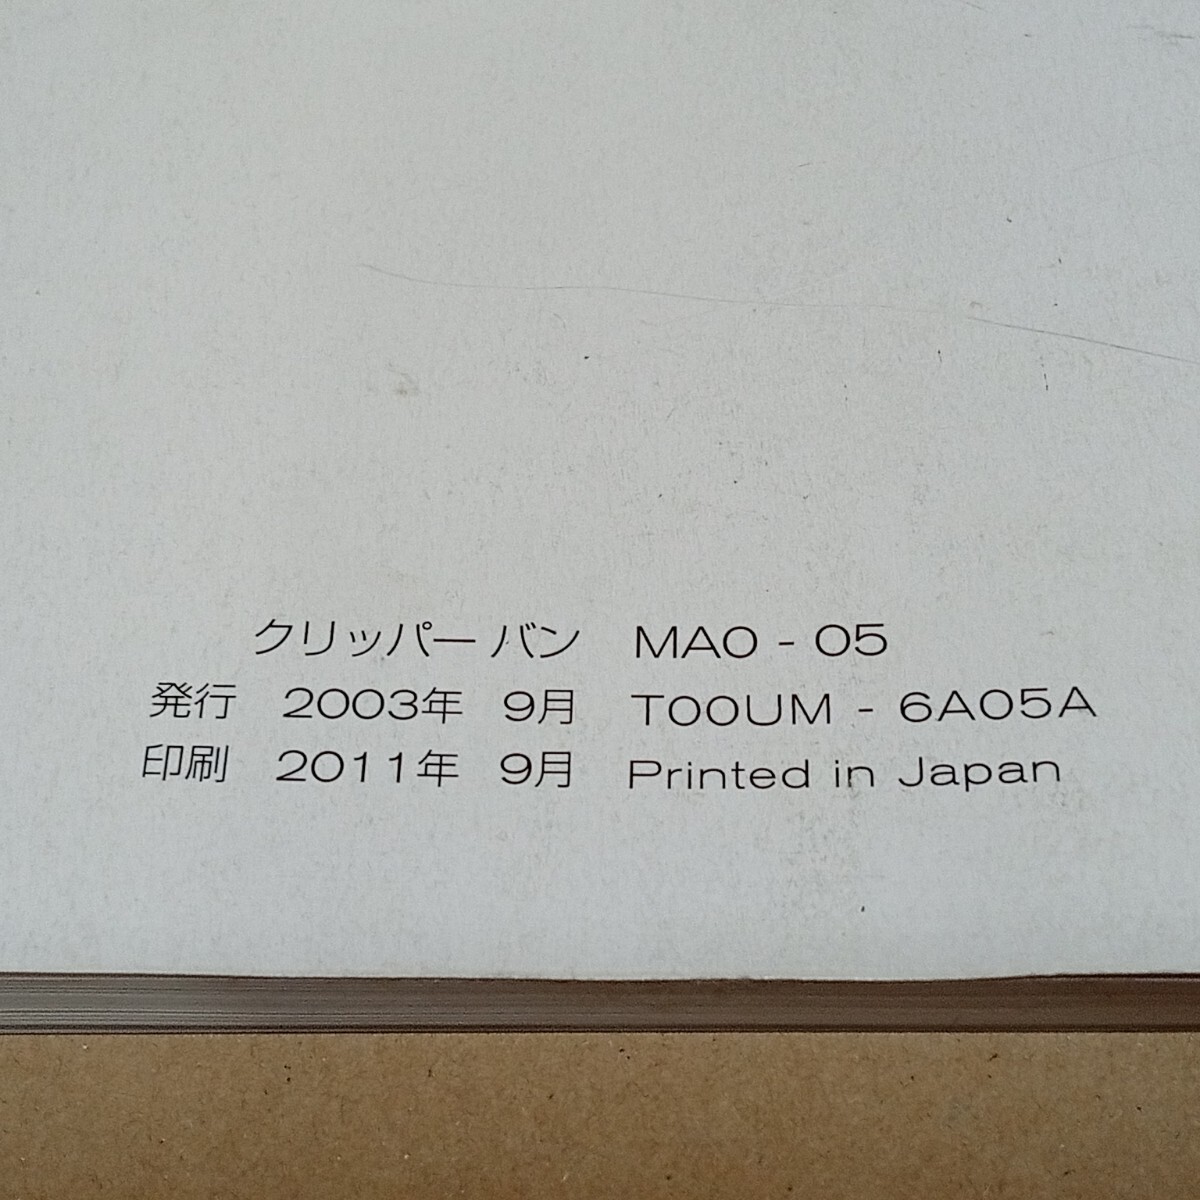 クリッパー バン MAO - 05
発行 2003年 9月 T00UM - 6A05A
印刷 2011年 9月 Printed in Japan